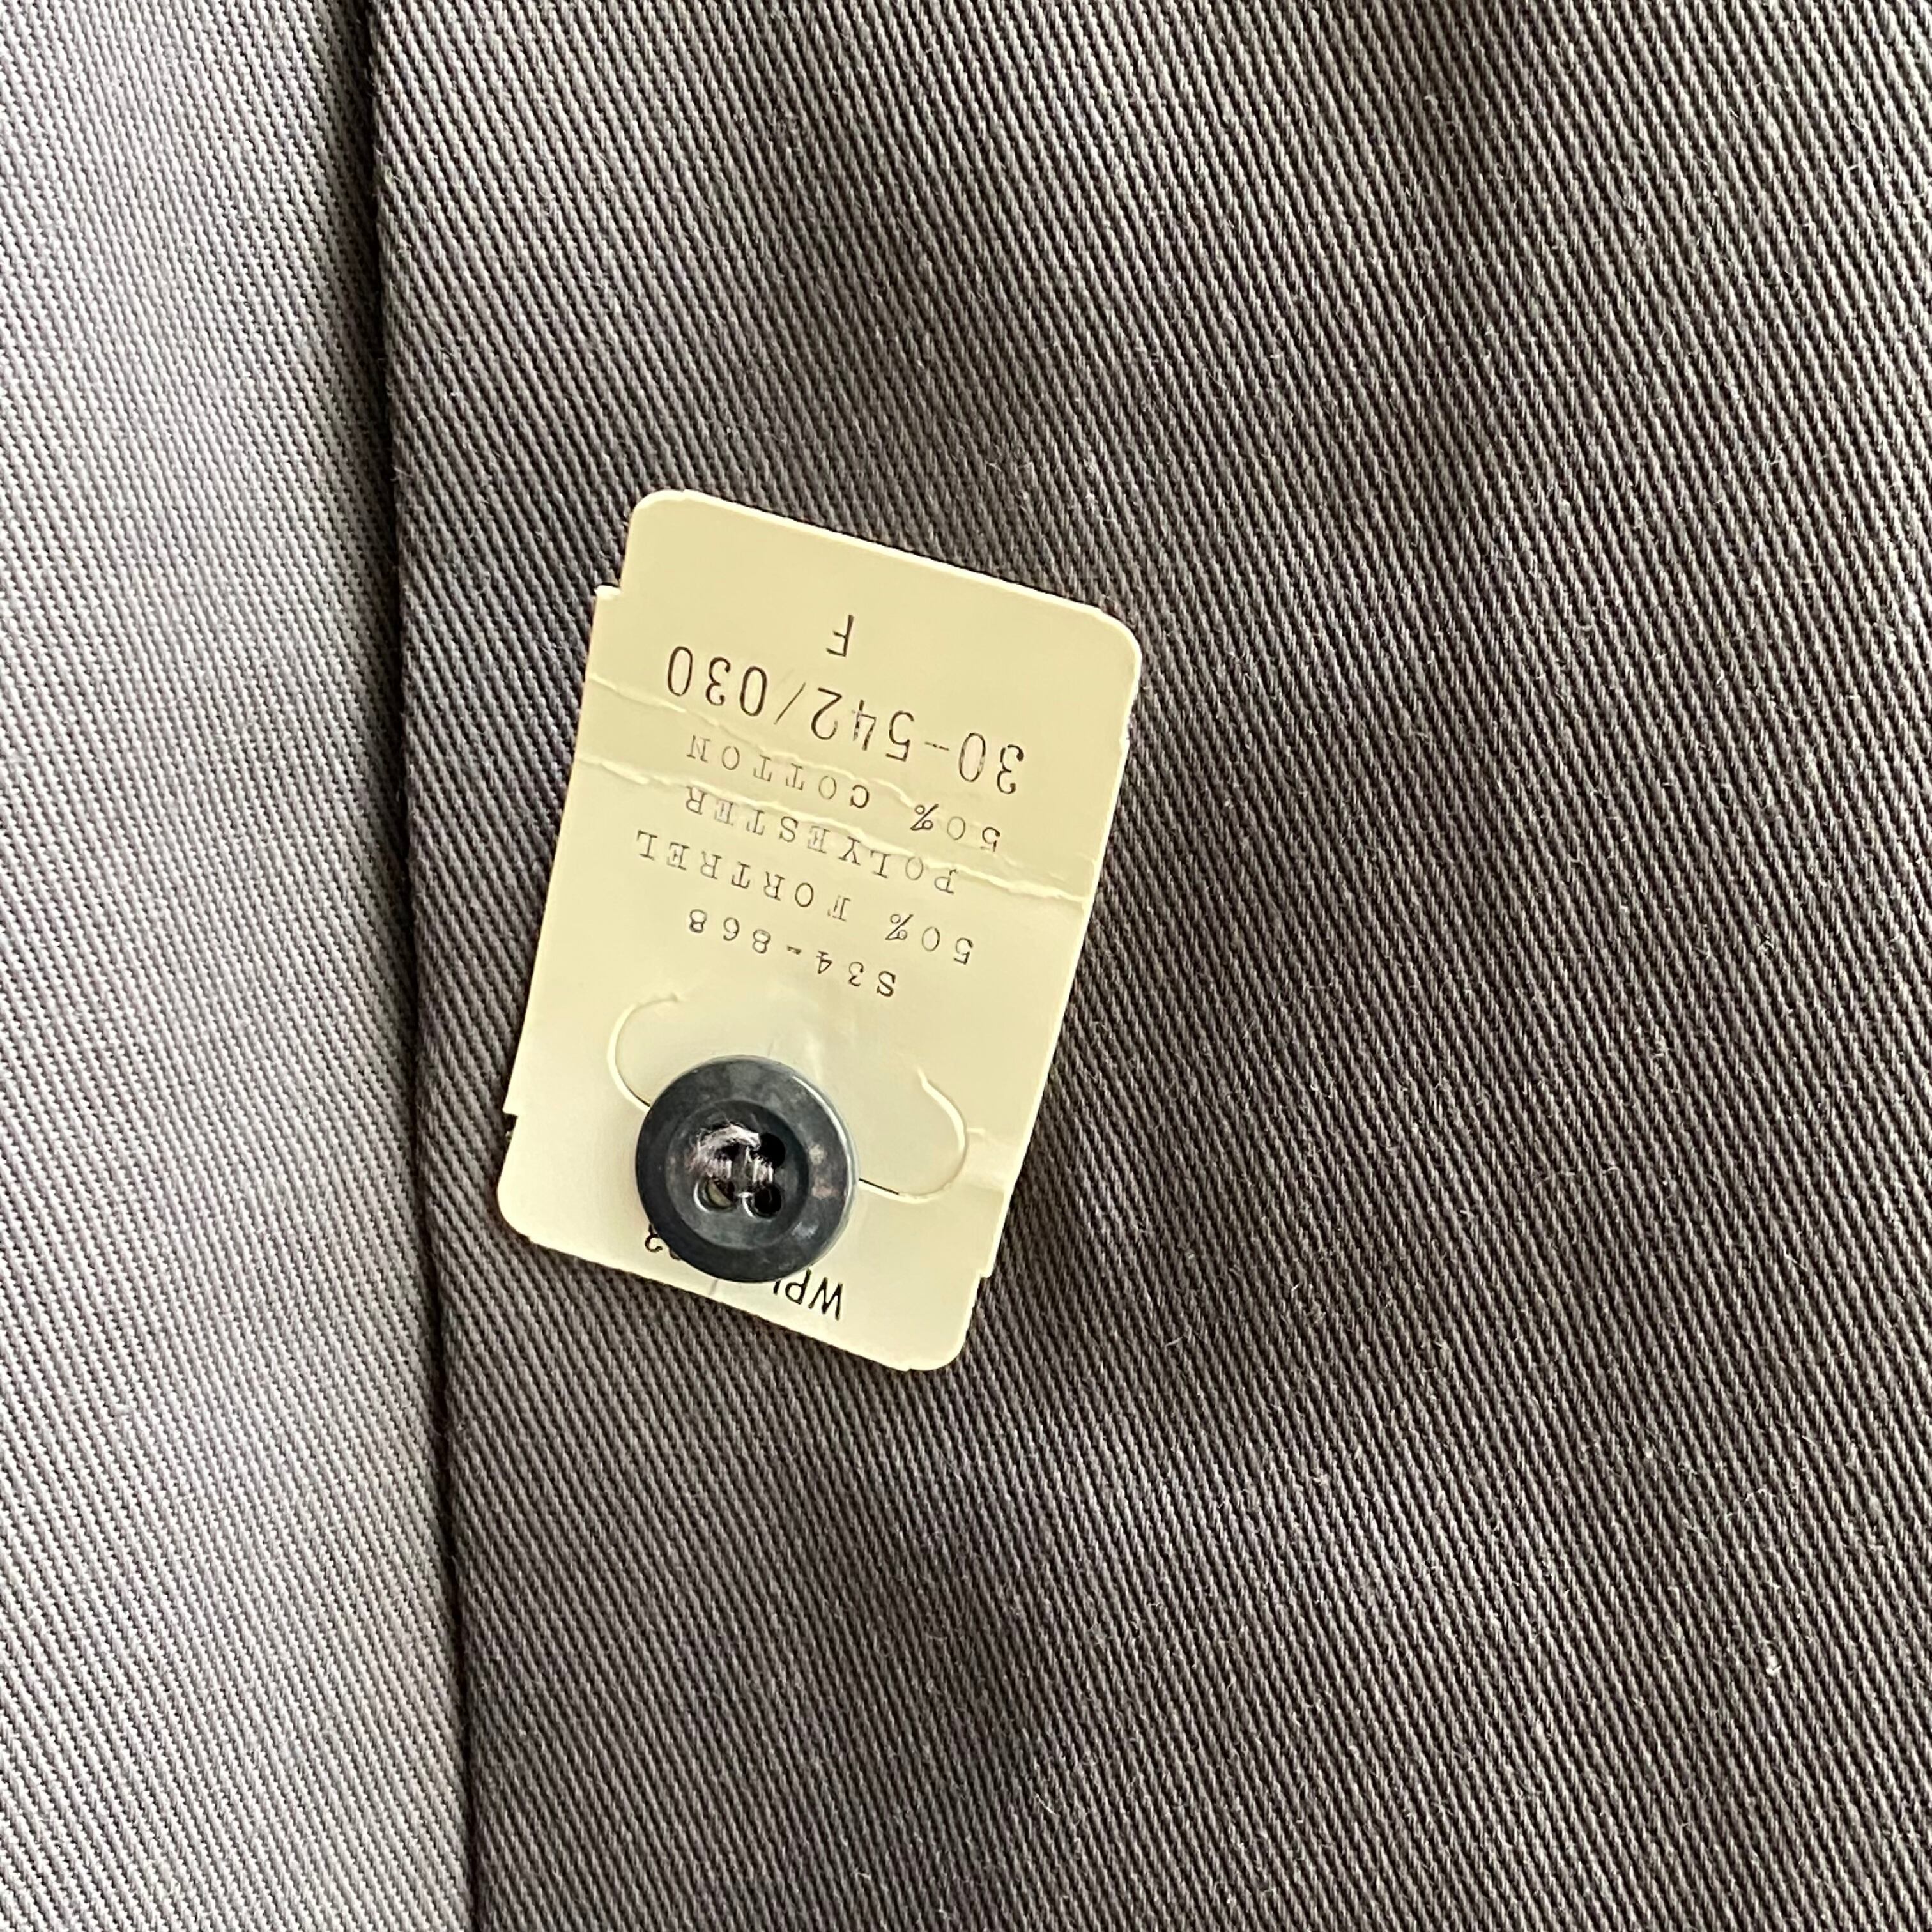 S34-868
50% FORTREL
POLYESTER
50% COTTON
30-542/030
F